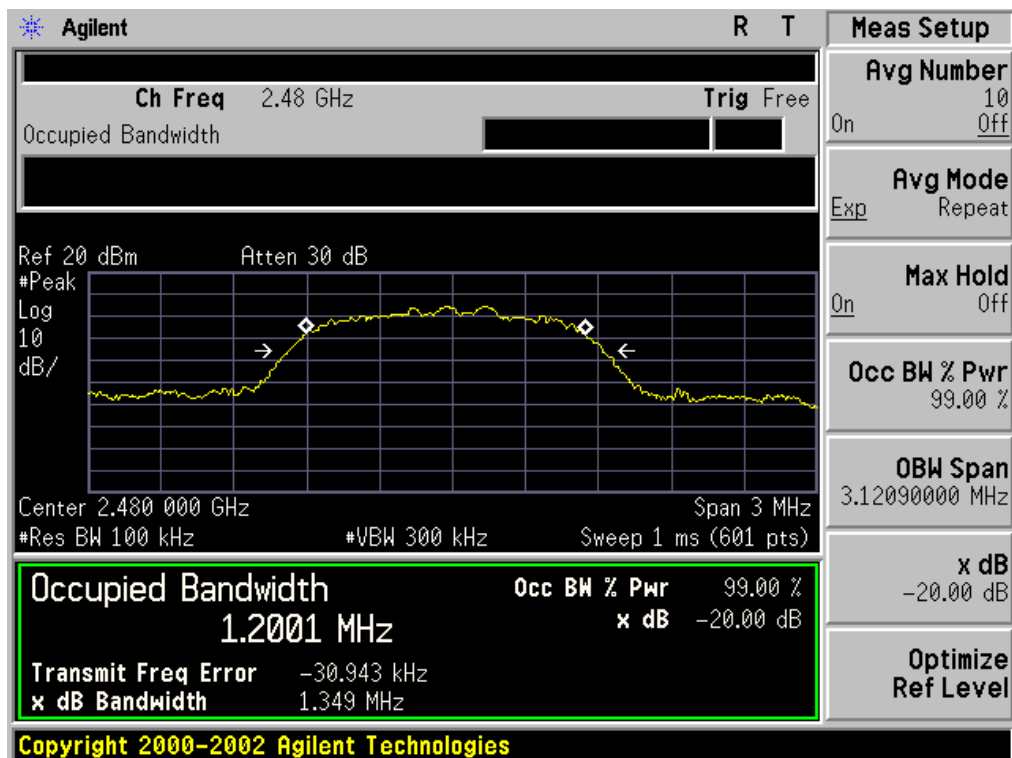 Agilent R T
Ch Freq 2.48 GHz Trig Free
Occupied Bandwidth
Ref 20 dBm Atten 30 dB
#Peak
Log
10
dB/
Center 2.480 000 GHz Span 3 MHz
#Res BW 100 kHz #VBW 300 kHz Sweep 1 ms (601 pts)
Occupied Bandwidth Occ BW % Pwr 99.00 %
1.2001 MHz x dB -20.00 dB
Transmit Freq Error -30.943 kHz
x dB Bandwidth 1.349 MHz
Copyright 2000-2002 Agilent Technologies
Meas Setup
Avg Number
10
On Off
Avg Mode
Exp Repeat
Max Hold
On Off
Occ BW % Pwr
99.00 %
OBW Span
3.12090000 MHz
x dB
-20.00 dB
Optimize
Ref Level